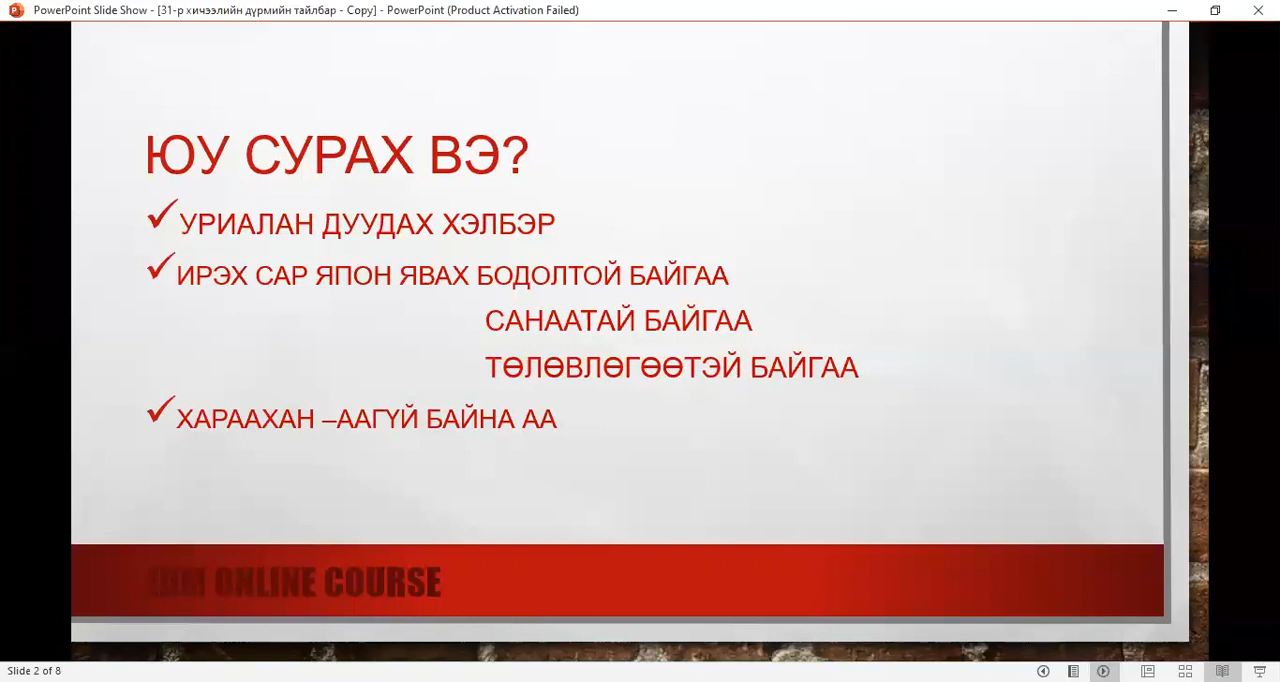 PowerPoint Slide Show - [31-р хичээлийн дүрмийн тайлбар - Copy] - PowerPoint (Product Activation Failed)
ЮУ СУРАХ ВЭ?
УРИАЛАН ДУУДАХ ХЭЛБЭР
ИРЭХ САР ЯПОН ЯВАХ БОДОЛТОЙ БАЙГАА
САНААТАЙ БАЙГАА
ТӨЛӨВЛӨГӨӨТЭЙ БАЙГАА
ХАРААХАН –ААГҮЙ БАЙНА АА
ONLINE COURSE
Slide 2 of 8